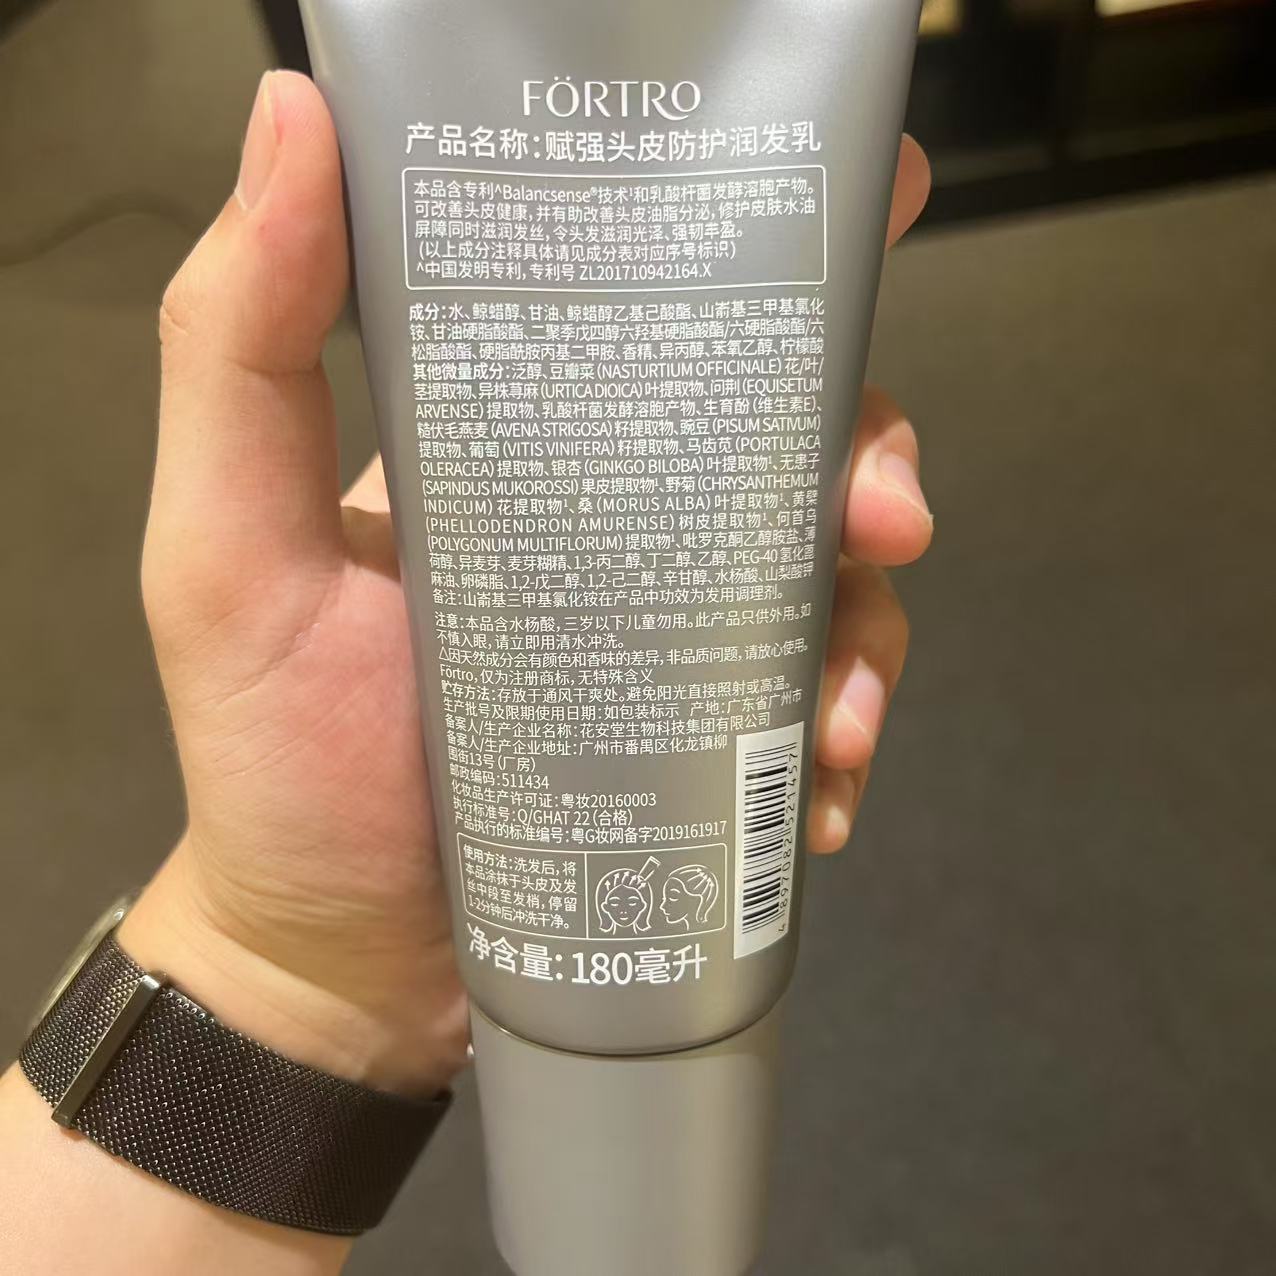 FÖRTRO
产品名称：赋强头皮防护润发乳
本品含专利^Balancsense®技术¹和乳酸杆菌发酵溶胞产物。
可改善头皮健康，并有助改善头皮油脂分泌，修护皮肤水油
屏障同时滋润发丝，令头发滋润光泽、强韧丰盈。
（以上成分注释具体请见成分表对应序号标识）
^中国发明专利，专利号 ZL201710942164.X
成分：水、鲸蜡醇、甘油、鲸蜡醇乙基己酸酯、山嵛基三甲基氯化
铵、甘油硬脂酸酯、二聚季戊四醇六羟基硬脂酸酯/六硬脂酸酯/六
松脂酸酯、硬脂酰胺丙基二甲胺、香精、异丙醇、苯氧乙醇、柠檬酸
其他微量成分：泛醇、豆瓣菜（NASTURTIUM OFFICINALE）花/叶/
茎提取物、异株荨麻（URTICA DIOICA）叶提取物、问荆（EQUISETUM
ARVENSE）提取物、乳酸杆菌发酵溶胞产物、生育酚（维生素E）、
糙伏毛燕麦（AVENA STRIGOSA）籽提取物、豌豆（PISUM SATIVUM）
提取物、葡萄（VITIS VINIFERA）籽提取物、马齿苋（PORTULACA
OLERACEA）提取物、银杏（GINKGO BILOBA）叶提取物¹、无患子
（SAPINDUS MUKOROSSI）果皮提取物¹、野菊（CHRYSANTHEMUM
INDICUM）花提取物¹、桑（MORUS ALBA）叶提取物¹、黄檗
（PHELLODENDRON AMURENSE）树皮提取物¹、何首乌
（POLYGONUM MULTIFLORUM）提取物¹、吡罗克酮乙醇胺盐、薄
荷醇、异麦芽、麦芽糊精、1,3-丙二醇、丁二醇、乙醇、PEG-40氢化蓖
麻油、卵磷脂、1,2-戊二醇、1,2-己二醇、辛甘醇、水杨酸、山梨酸钾
备注：山嵛基三甲基氯化铵在产品中功效为发用调理剂。
注意：本品含水杨酸，三岁以下儿童勿用。此产品只供外用。如
不慎入眼，请立即用清水冲洗。
△因天然成分会有颜色和香味的差异，非品质问题，请放心使用。
Förtro，仅为注册商标，无特殊含义
贮存方法：存放于通风干爽处。避免阳光直接照射或高温。
生产批号及限期使用日期：如包装标示 产地：广东省广州市
备案人/生产企业名称：花安堂生物科技集团有限公司
备案人/生产企业地址：广州市番禺区化龙镇柳
围街13号（厂房）
邮政编码：511434
化妆品生产许可证：粤妆20160003
执行标准号：Q/GHAT 22（合格）
产品执行的标准编号：粤G妆网备字2019161917
使用方法：洗发后，将
本品涂抹于头皮及发
丝中段至发梢，停留
1-2分钟后冲洗干净。
净含量：180毫升
4897082521457